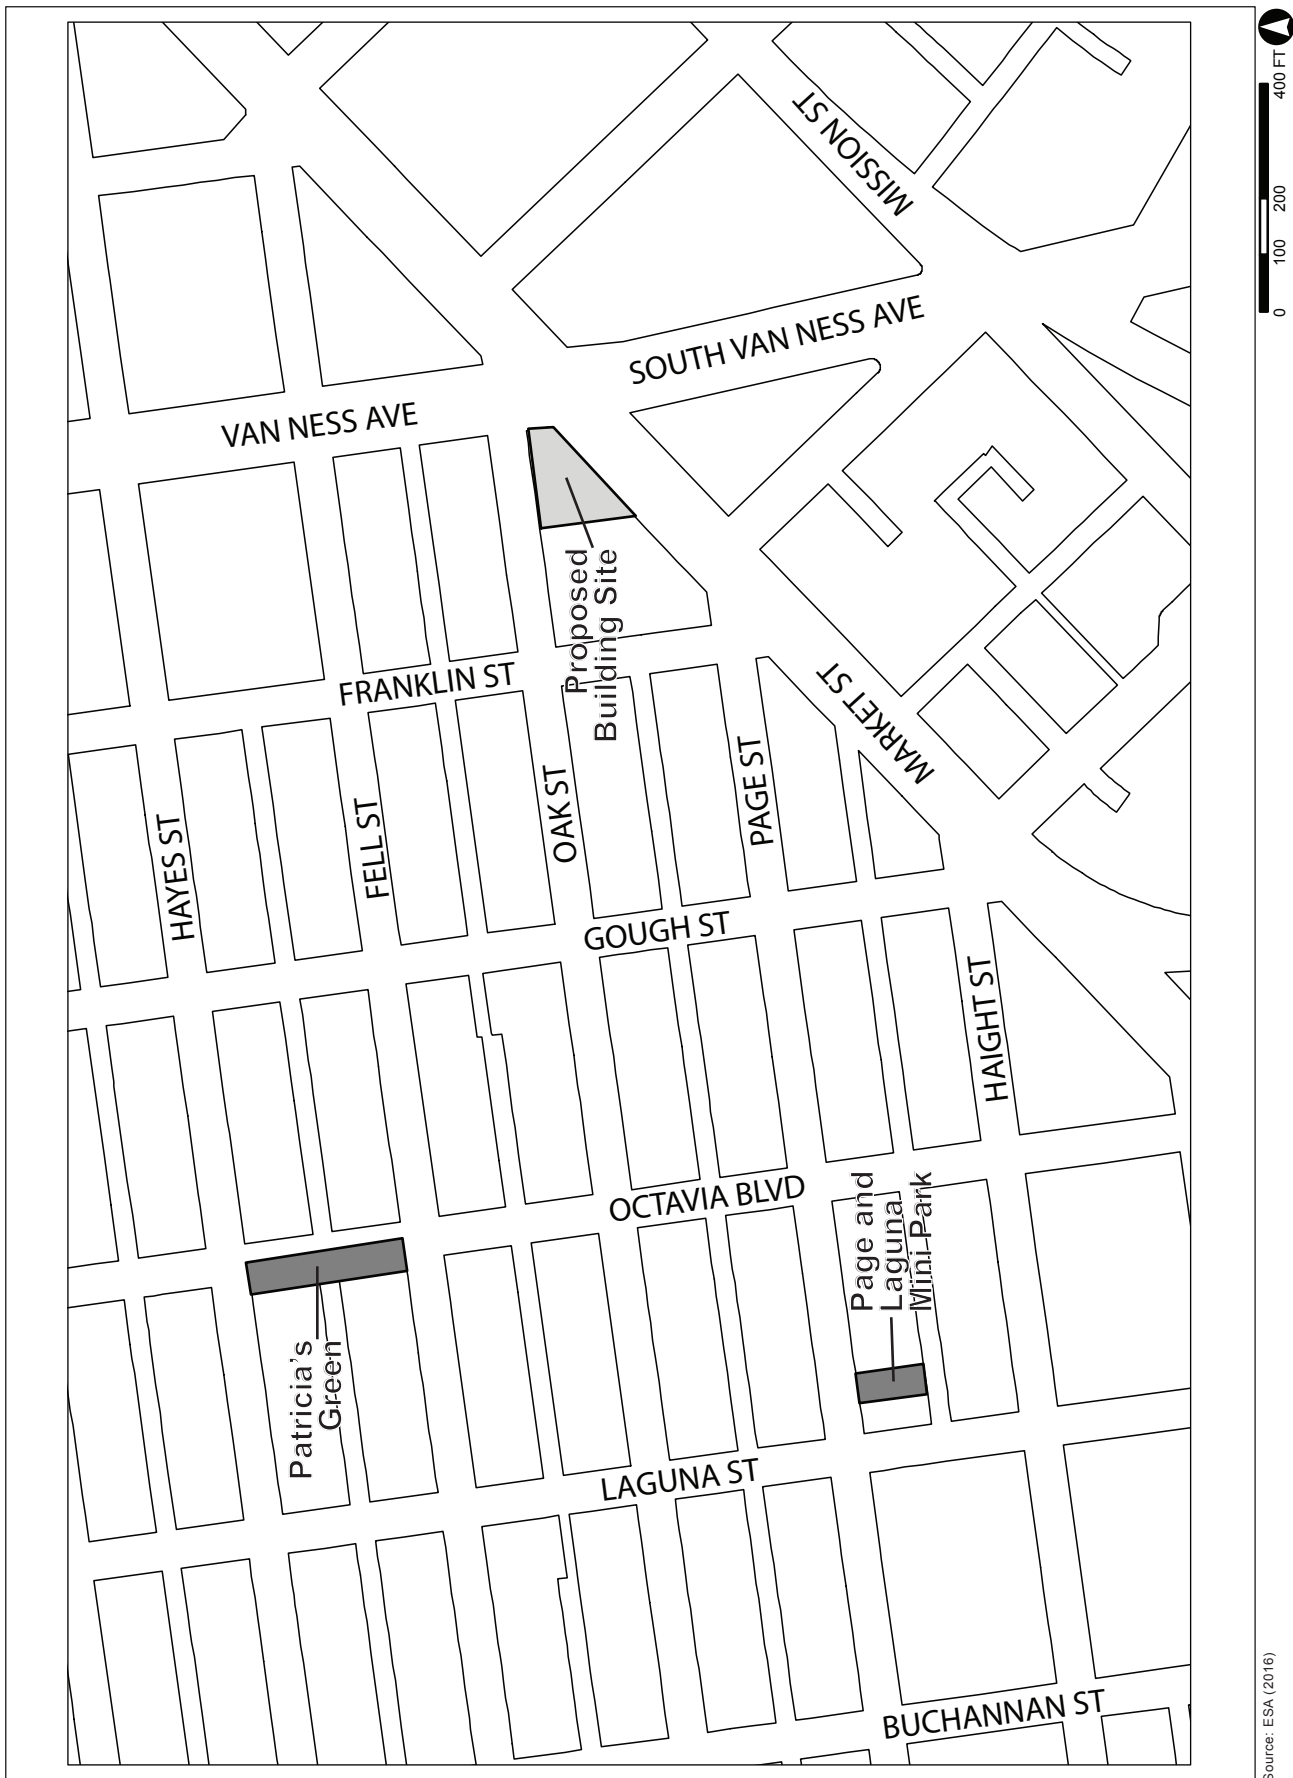 MISSION ST
SOUTH VAN NESS AVE
VAN NESS AVE
Proposed
Building Site
FRANKLIN ST
MARKET ST
PAGE ST
OAK ST
FELL ST
HAYES ST
GOUGH ST
HAIGHT ST
OCTAVIA BLVD
Page and
Laguna
Mini-Park
Patricia's
Green
LAGUNA ST
BUCHANNAN ST
0 100 200 400 FT
Source: ESA (2016)